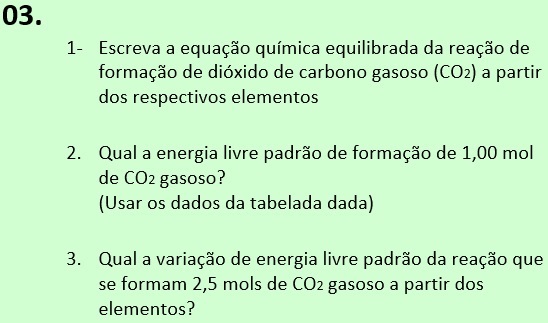 03.
1- Escreva a equação química equilibrada da reação de
formação de dióxido de carbono gasoso (CO2) a partir
dos respectivos elementos
2. Qual a energia livre padrão de formação de 1,00 mol
de CO2 gasoso?
(Usar os dados da tabelada dada)
3. Qual a variação de energia livre padrão da reação que
se formam 2,5 mols de CO2 gasoso a partir dos
elementos?